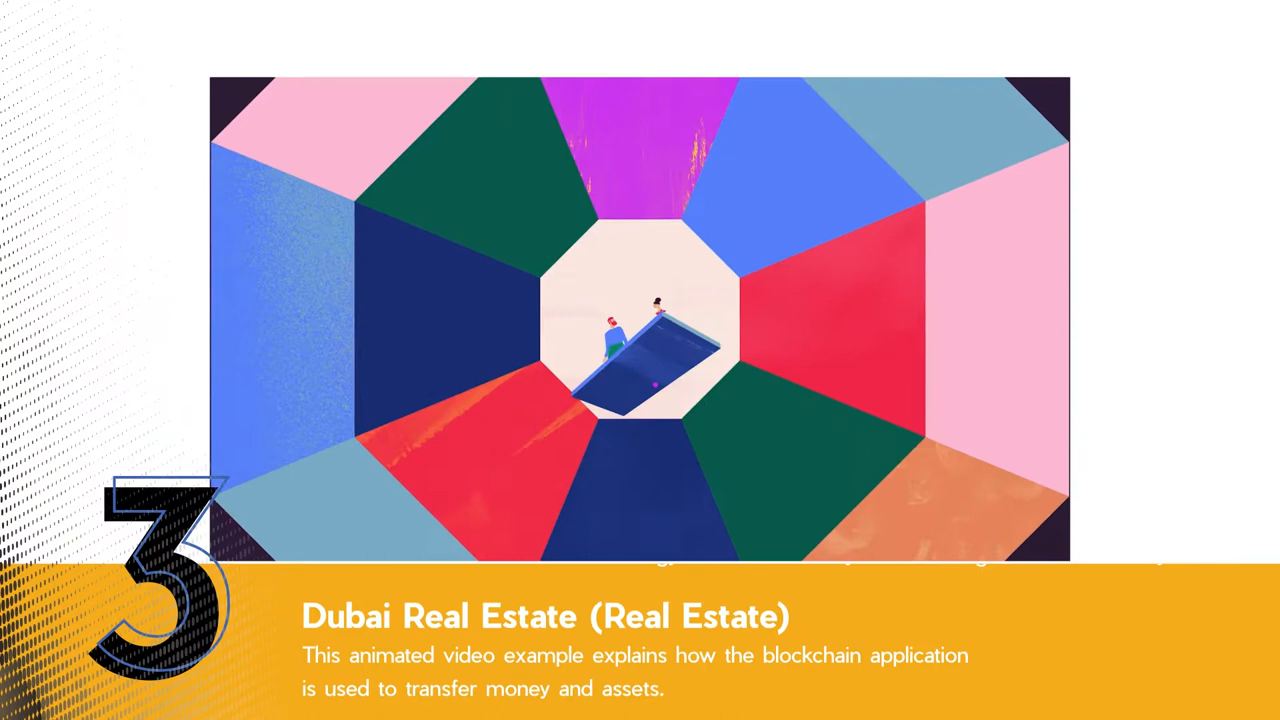 3
Dubai Real Estate (Real Estate)
This animated video example explains how the blockchain application
is used to transfer money and assets.